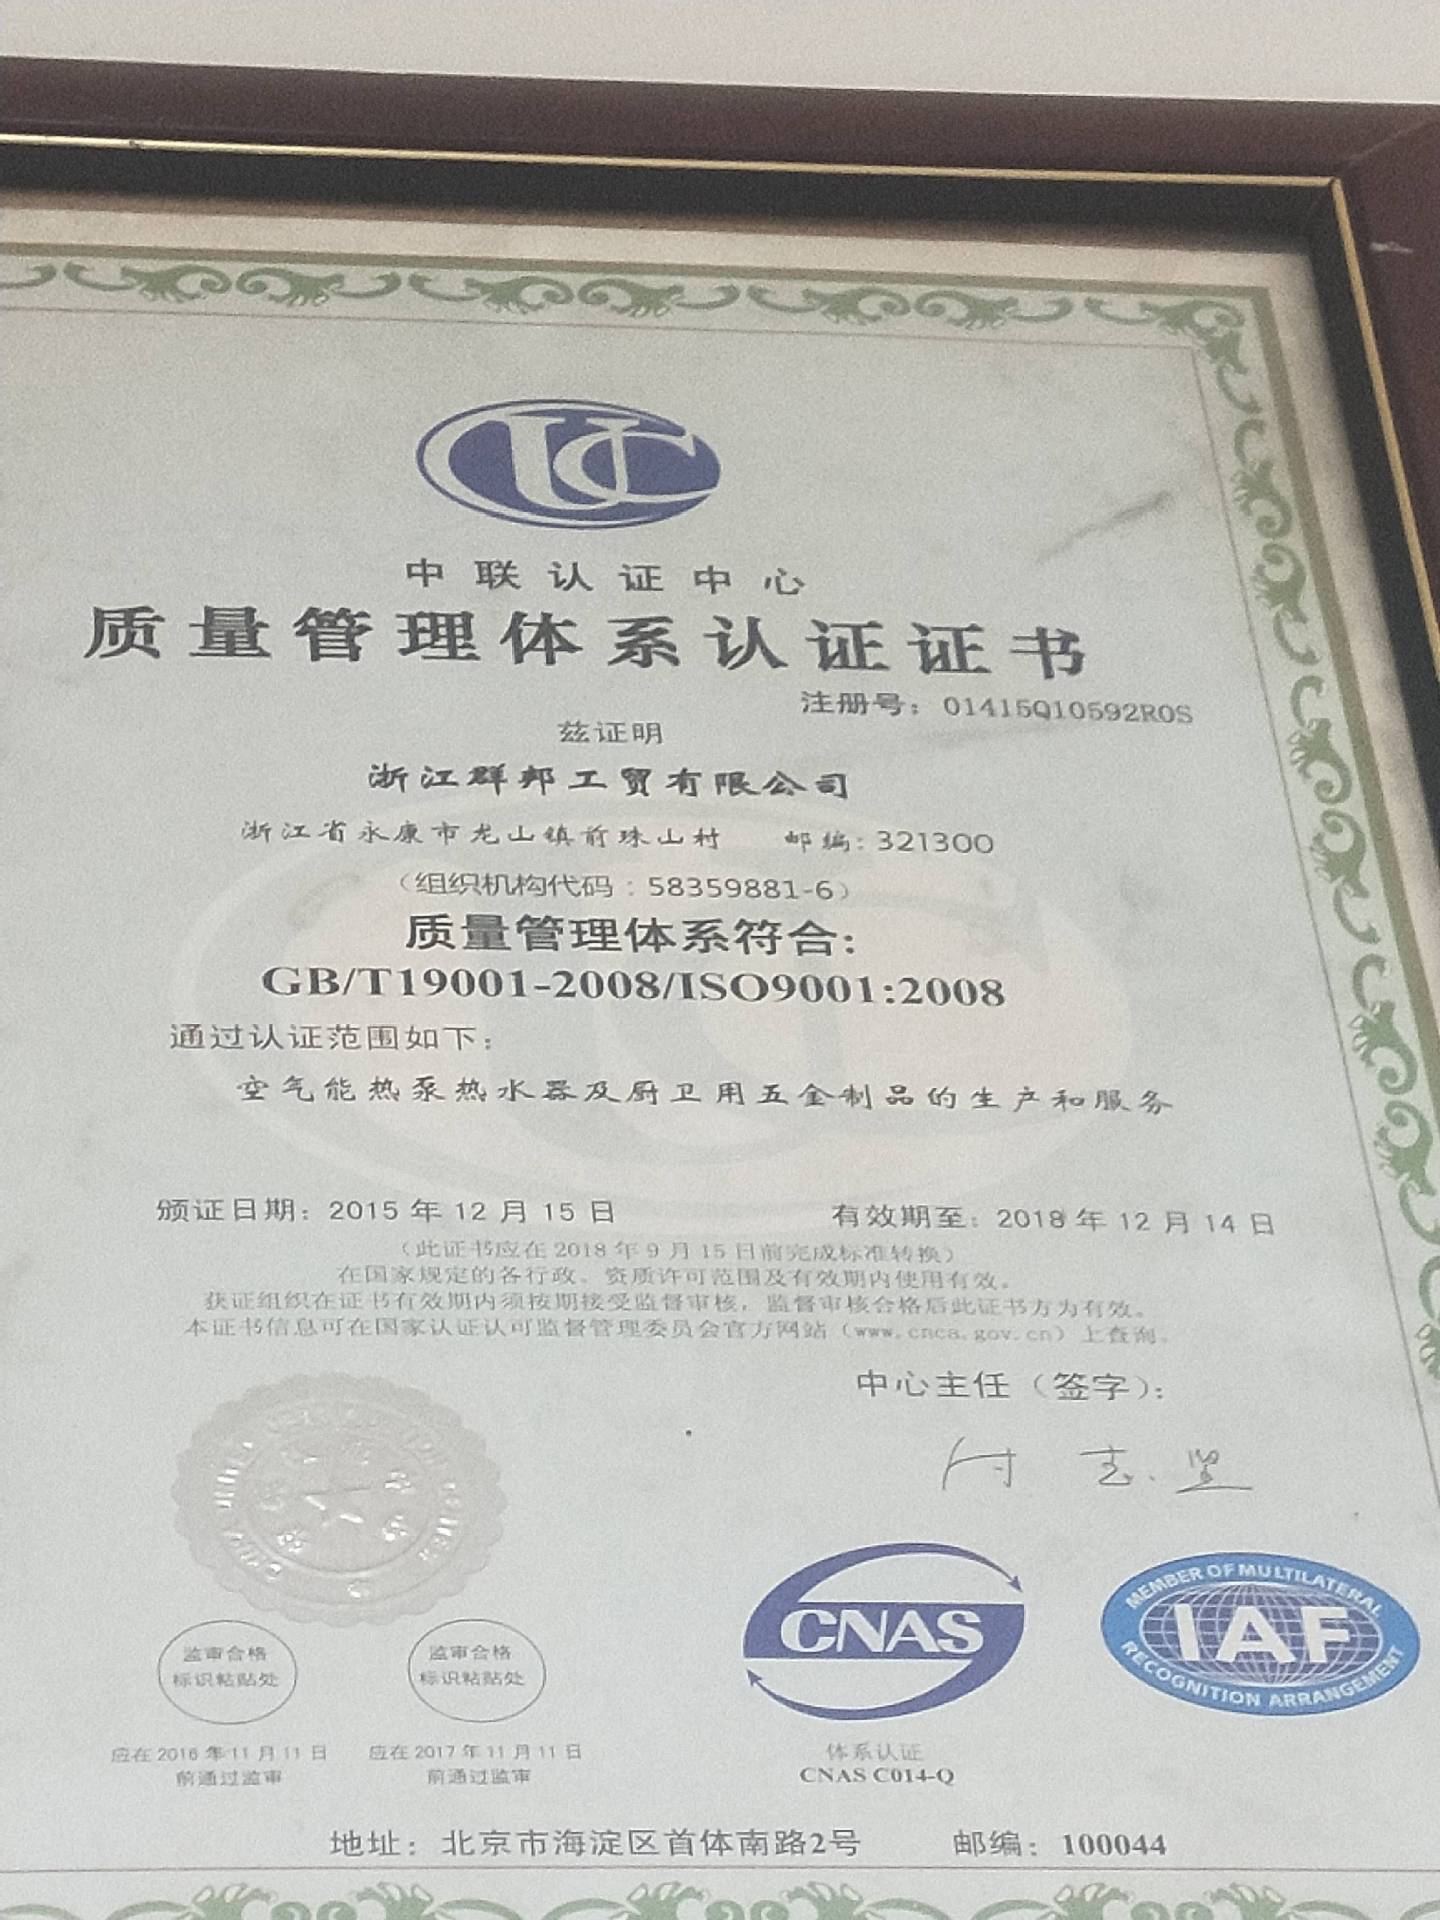 中联认证中心
质量管理体系认证证书
注册号：01415Q10592R0S
兹证明
浙江群邦工贸有限公司
浙江省永康市龙山镇前珠山村 邮编：321300
（组织机构代码：58359881-6）
质量管理体系符合：
GB/T19001-2008/ISO9001:2008
通过认证范围如下：
空气能热泵热水器及厨卫用五金制品的生产和服务
颁证日期：2015年12月15日 有效期至：2018年12月14日
（此证书应在2018年9月15日前完成标准转换）
在国家规定的各行政、资质许可范围及有效期内使用有效。
获证组织在证书有效期内须按期接受监督审核，监督审核合格后此证书方为有效。
本证书信息可在国家认证认可监督管理委员会官方网站（www.cnca.gov.cn）上查询。
中心主任（签字）：
付志坚
监审合格
标识粘贴处
监审合格
标识粘贴处
应在2016年11月11日
前通过监审
应在2017年11月11日
前通过监审
CNAS
体系认证
CNAS C014-Q
MEMBER OF MULTILATERAL
IAF
RECOGNITION ARRANGEMENT
地址：北京市海淀区首体南路2号 邮编：100044